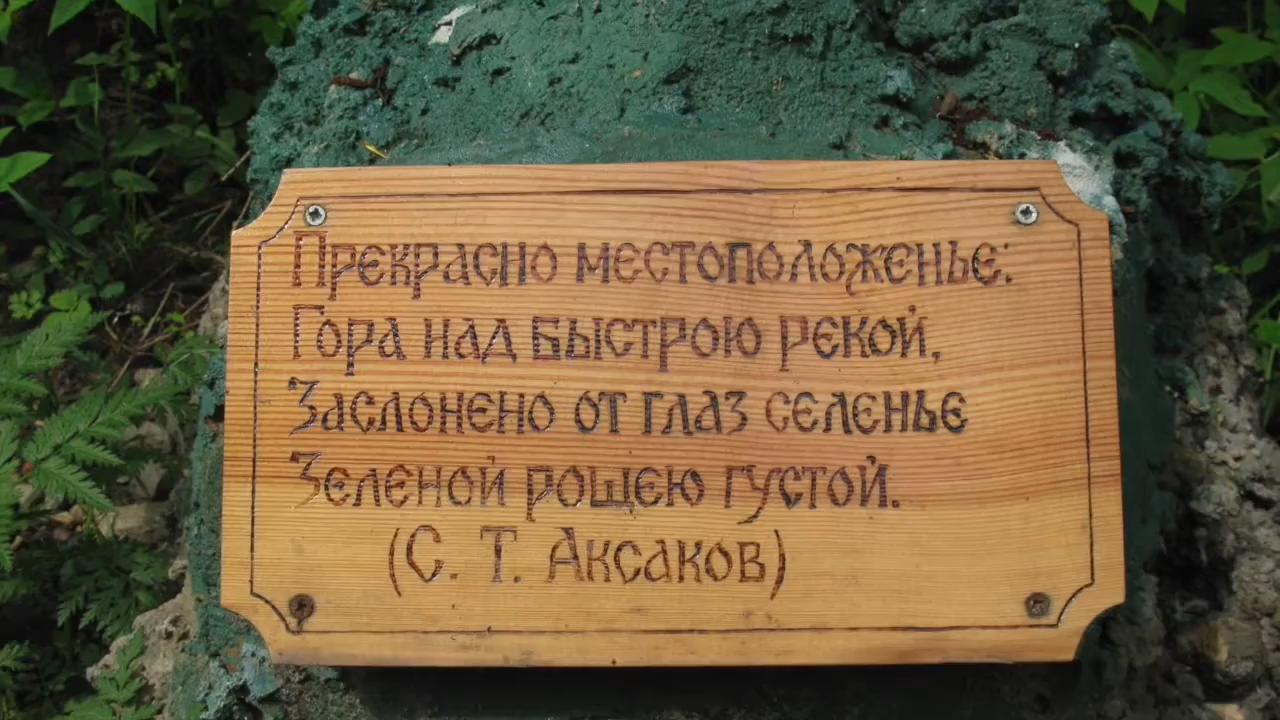 Прекрасно местоположенье:
Гора над быстрою рекой,
Заслонено от глаз селенье
Зеленой рощею густой.
(С. Т. Аксаков)